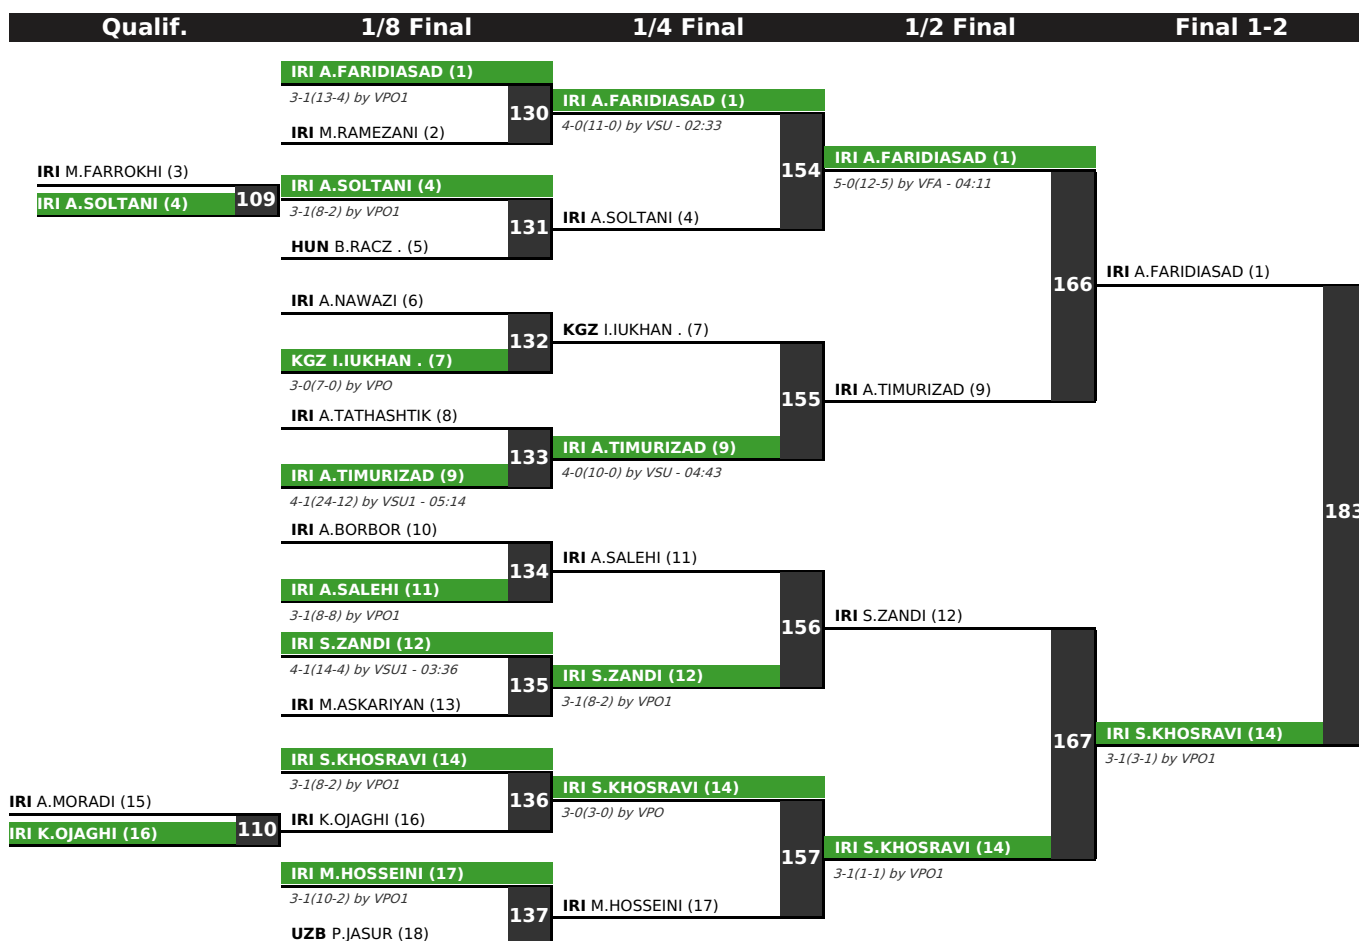 Qualif.
1/8 Final
1/4 Final
1/2 Final
Final 1-2
IRI A.FARIDIASAD (1)
3-1(13-4) by VPO1
130
IRI M.RAMEZANI (2)
IRI A.FARIDIASAD (1)
4-0(11-0) by VSU - 02:33
154
IRI A.FARIDIASAD (1)
5-0(12-5) by VFA - 04:11
IRI M.FARROKHI (3)
IRI A.SOLTANI (4)
109
IRI A.SOLTANI (4)
3-1(8-2) by VPO1
131
HUN B.RACZ . (5)
IRI A.SOLTANI (4)
166
IRI A.FARIDIASAD (1)
IRI A.NAWAZI (6)
132
KGZ I.IUKHAN . (7)
3-0(7-0) by VPO
KGZ I.IUKHAN . (7)
155
IRI A.TIMURIZAD (9)
IRI A.TATHASHTIK (8)
133
IRI A.TIMURIZAD (9)
4-1(24-12) by VSU1 - 05:14
IRI A.TIMURIZAD (9)
4-0(10-0) by VSU - 04:43
183
IRI A.BORBOR (10)
134
IRI A.SALEHI (11)
3-1(8-8) by VPO1
IRI A.SALEHI (11)
156
IRI S.ZANDI (12)
IRI S.ZANDI (12)
4-1(14-4) by VSU1 - 03:36
135
IRI M.ASKARIYAN (13)
IRI S.ZANDI (12)
3-1(8-2) by VPO1
167
IRI S.KHOSRAVI (14)
3-1(3-1) by VPO1
IRI S.KHOSRAVI (14)
3-1(8-2) by VPO1
136
IRI K.OJAGHI (16)
IRI S.KHOSRAVI (14)
3-0(3-0) by VPO
IRI A.MORADI (15)
IRI K.OJAGHI (16)
110
157
IRI S.KHOSRAVI (14)
3-1(1-1) by VPO1
IRI M.HOSSEINI (17)
3-1(10-2) by VPO1
137
UZB P.JASUR (18)
IRI M.HOSSEINI (17)